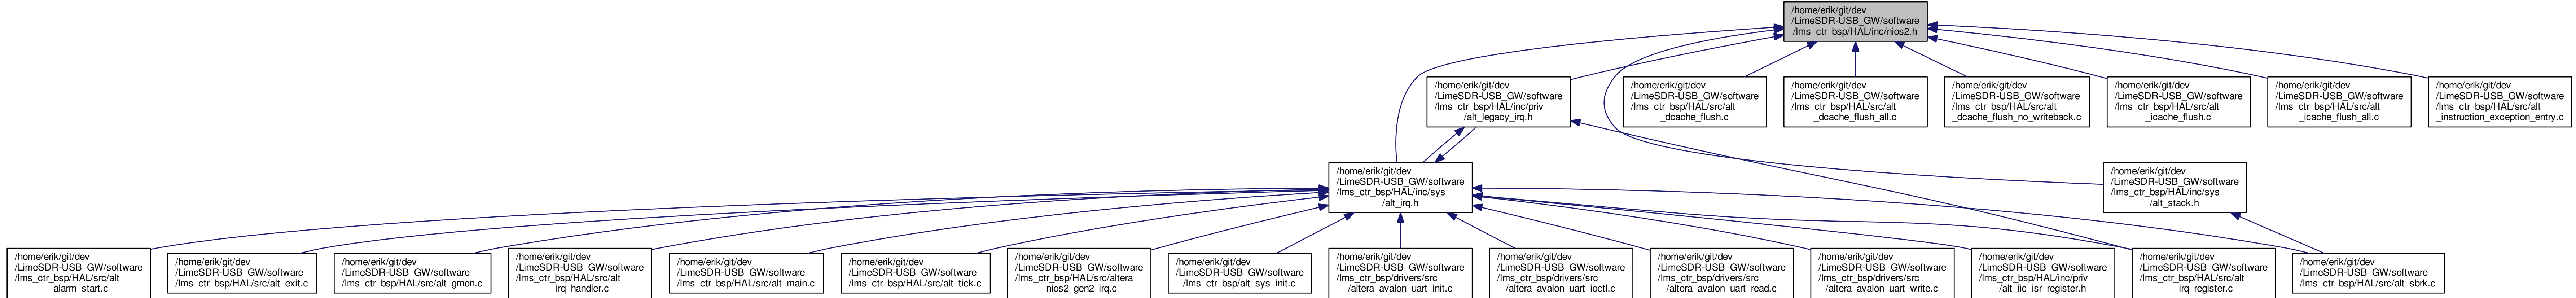 /home/erik/git/dev
/LimeSDR-USB_GW/software
/lms_ctr_bsp/HAL/inc/nios2.h
/home/erik/git/dev
/LimeSDR-USB_GW/software
/lms_ctr_bsp/HAL/inc/priv
/alt_legacy_irq.h
/home/erik/git/dev
/LimeSDR-USB_GW/software
/lms_ctr_bsp/HAL/src/alt
_dcache_flush.c
/home/erik/git/dev
/LimeSDR-USB_GW/software
/lms_ctr_bsp/HAL/src/alt
_dcache_flush_all.c
/home/erik/git/dev
/LimeSDR-USB_GW/software
/lms_ctr_bsp/HAL/src/alt
_dcache_flush_no_writeback.c
/home/erik/git/dev
/LimeSDR-USB_GW/software
/lms_ctr_bsp/HAL/src/alt
_icache_flush.c
/home/erik/git/dev
/LimeSDR-USB_GW/software
/lms_ctr_bsp/HAL/src/alt
_icache_flush_all.c
/home/erik/git/dev
/LimeSDR-USB_GW/software
/lms_ctr_bsp/HAL/src/alt
_instruction_exception_entry.c
/home/erik/git/dev
/LimeSDR-USB_GW/software
/lms_ctr_bsp/HAL/inc/sys
/alt_irq.h
/home/erik/git/dev
/LimeSDR-USB_GW/software
/lms_ctr_bsp/HAL/inc/sys
/alt_stack.h
/home/erik/git/dev
/LimeSDR-USB_GW/software
/lms_ctr_bsp/HAL/src/alt
_alarm_start.c
/home/erik/git/dev
/LimeSDR-USB_GW/software
/lms_ctr_bsp/HAL/src/alt_exit.c
/home/erik/git/dev
/LimeSDR-USB_GW/software
/lms_ctr_bsp/HAL/src/alt_gmon.c
/home/erik/git/dev
/LimeSDR-USB_GW/software
/lms_ctr_bsp/HAL/src/alt
_irq_handler.c
/home/erik/git/dev
/LimeSDR-USB_GW/software
/lms_ctr_bsp/HAL/src/alt_main.c
/home/erik/git/dev
/LimeSDR-USB_GW/software
/lms_ctr_bsp/HAL/src/alt_tick.c
/home/erik/git/dev
/LimeSDR-USB_GW/software
/lms_ctr_bsp/HAL/src/altera
_nios2_gen2_irq.c
/home/erik/git/dev
/LimeSDR-USB_GW/software
/lms_ctr_bsp/alt_sys_init.c
/home/erik/git/dev
/LimeSDR-USB_GW/software
/lms_ctr_bsp/drivers/src
/altera_avalon_uart_init.c
/home/erik/git/dev
/LimeSDR-USB_GW/software
/lms_ctr_bsp/drivers/src
/altera_avalon_uart_ioctl.c
/home/erik/git/dev
/LimeSDR-USB_GW/software
/lms_ctr_bsp/drivers/src
/altera_avalon_uart_read.c
/home/erik/git/dev
/LimeSDR-USB_GW/software
/lms_ctr_bsp/drivers/src
/altera_avalon_uart_write.c
/home/erik/git/dev
/LimeSDR-USB_GW/software
/lms_ctr_bsp/HAL/inc/priv
/alt_iic_isr_register.h
/home/erik/git/dev
/LimeSDR-USB_GW/software
/lms_ctr_bsp/HAL/src/alt
_irq_register.c
/home/erik/git/dev
/LimeSDR-USB_GW/software
/lms_ctr_bsp/HAL/src/alt_sbrk.c